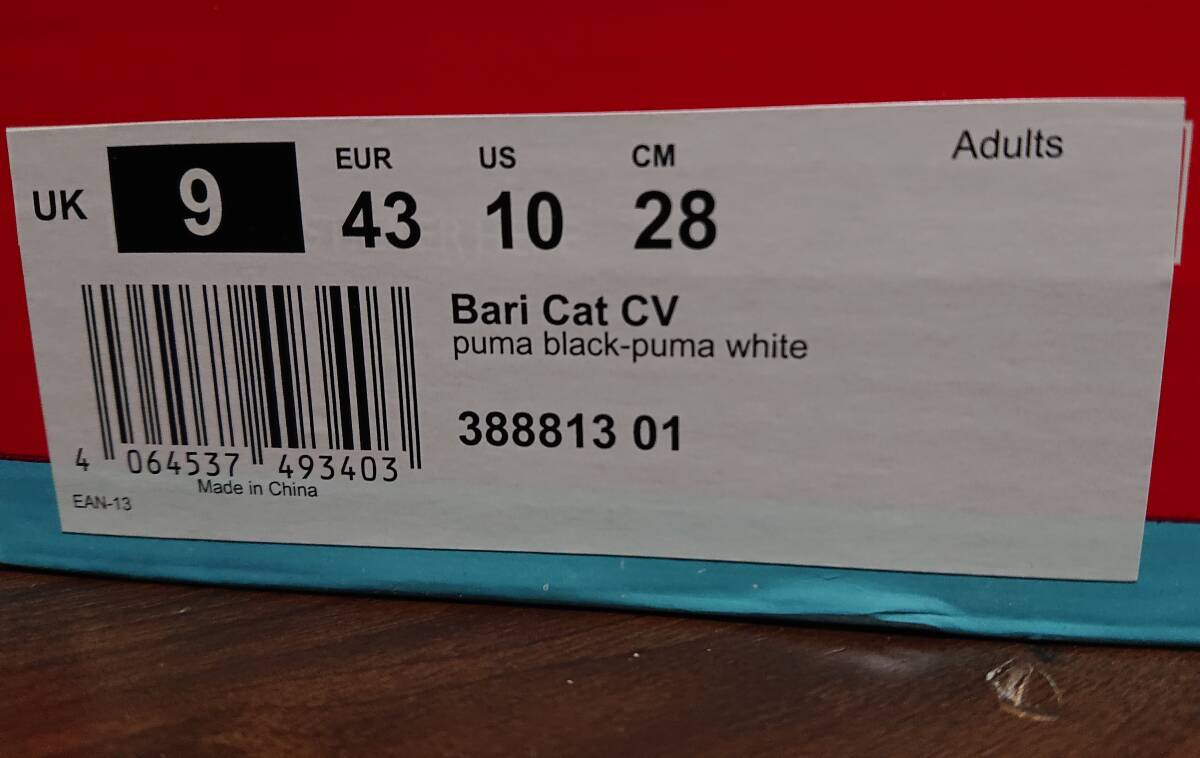 Adults
UK 9 EUR 43 US 10 CM 28
Bari Cat CV
puma black-puma white
388813 01
4 064537 493403
Made in China
EAN-13